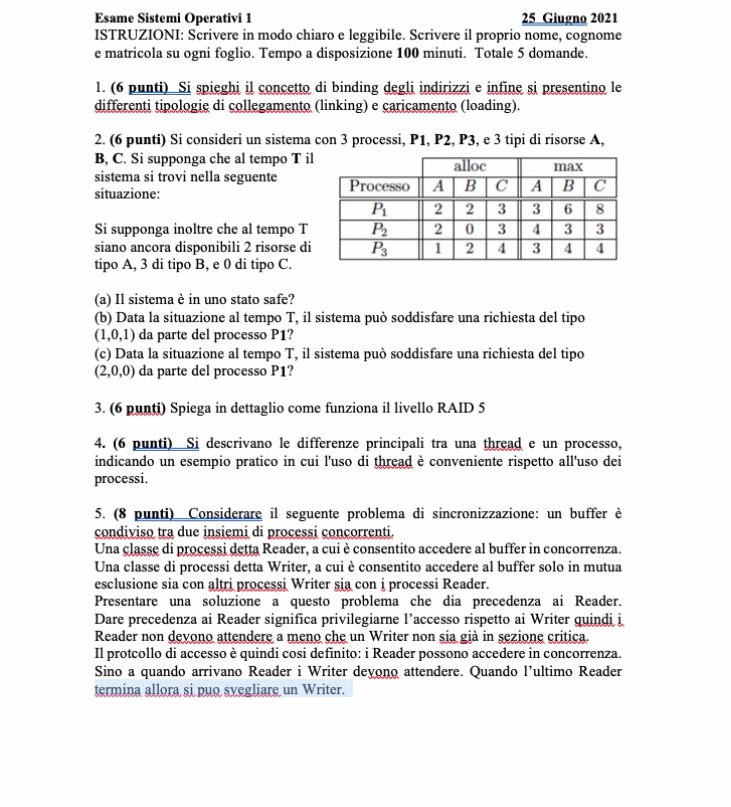 Esame Sistemi Operativi 1 25 Giugno 2021
ISTRUZIONI: Scrivere in modo chiaro e leggibile. Scrivere il proprio nome, cognome
e matricola su ogni foglio. Tempo a disposizione 100 minuti. Totale 5 domande.
1. (6 punti) Si spieghi il concetto di binding degli indirizzi e infine si presentino le
differenti tipologie di collegamento (linking) e caricamento (loading).
2. (6 punti) Si consideri un sistema con 3 processi, P1, P2, P3, e 3 tipi di risorse A,
B, C. Si supponga che al tempo T il
sistema si trovi nella seguente
situazione:
Si supponga inoltre che al tempo T
siano ancora disponibili 2 risorse di
tipo A, 3 di tipo B, e 0 di tipo C.
alloc max
Processo A B C A B C
P1 2 2 3 3 6 8
P2 2 0 3 4 3 3
P3 1 2 4 3 4 4
(a) Il sistema è in uno stato safe?
(b) Data la situazione al tempo T, il sistema può soddisfare una richiesta del tipo
(1,0,1) da parte del processo P1?
(c) Data la situazione al tempo T, il sistema può soddisfare una richiesta del tipo
(2,0,0) da parte del processo P1?
3. (6 punti) Spiega in dettaglio come funziona il livello RAID 5
4. (6 punti) Si descrivano le differenze principali tra una thread e un processo,
indicando un esempio pratico in cui l'uso di thread è conveniente rispetto all'uso dei
processi.
5. (8 punti) Considerare il seguente problema di sincronizzazione: un buffer è
condiviso tra due insiemi di processi concorrenti.
Una classe di processi detta Reader, a cui è consentito accedere al buffer in concorrenza.
Una classe di processi detta Writer, a cui è consentito accedere al buffer solo in mutua
esclusione sia con altri processi Writer sia con i processi Reader.
Presentare una soluzione a questo problema che dia precedenza ai Reader.
Dare precedenza ai Reader significa privilegiarne l’accesso rispetto ai Writer quindi i
Reader non devono attendere a meno che un Writer non sia già in sezione critica.
Il protcollo di accesso è quindi cosi definito: i Reader possono accedere in concorrenza.
Sino a quando arrivano Reader i Writer devono attendere. Quando l’ultimo Reader
termina allora si puo svegliare un Writer.